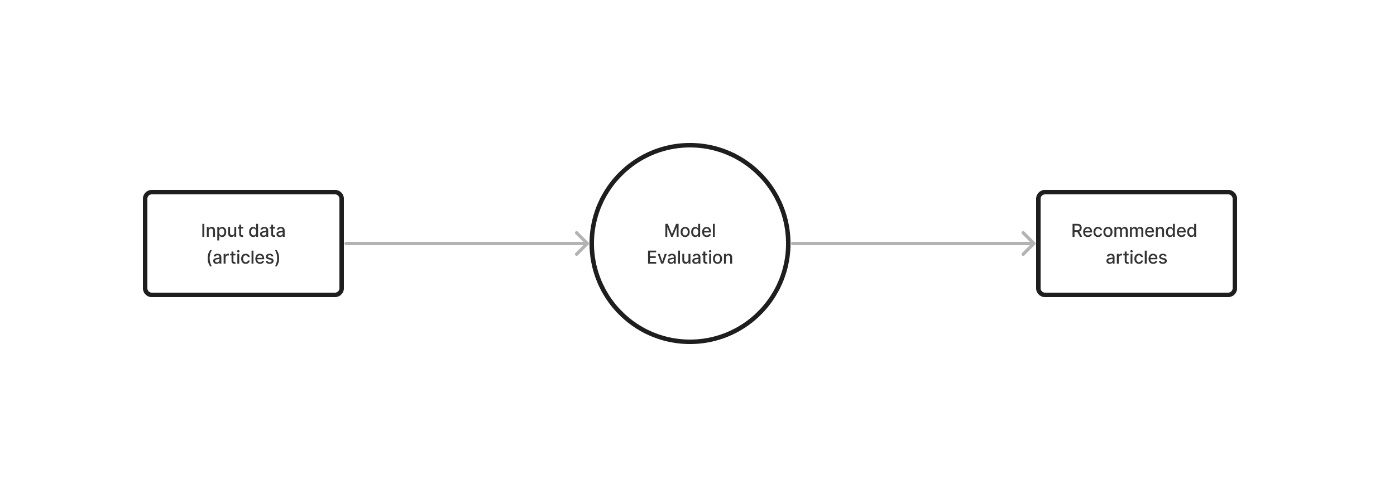 Input data
(articles)
Model
Evaluation
Recommended
articles